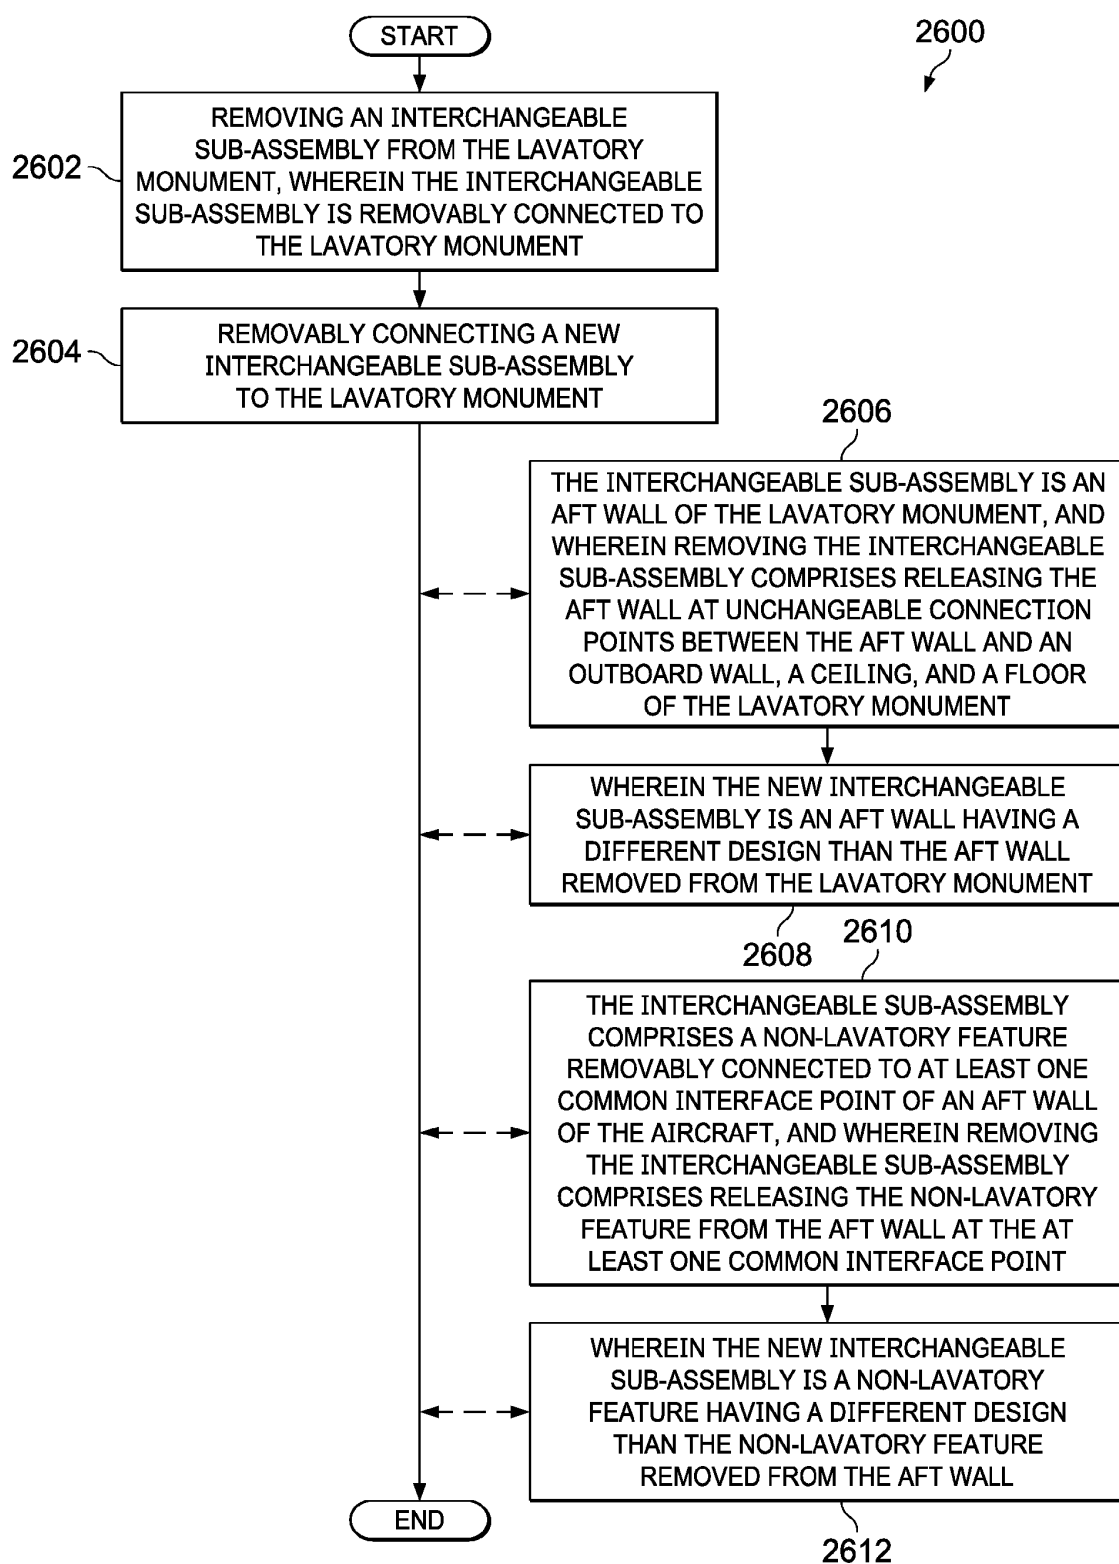 START
2600
REMOVING AN INTERCHANGEABLE
SUB-ASSEMBLY FROM THE LAVATORY
MONUMENT, WHEREIN THE INTERCHANGEABLE
SUB-ASSEMBLY IS REMOVABLY CONNECTED TO
THE LAVATORY MONUMENT
2602
REMOVABLY CONNECTING A NEW
INTERCHANGEABLE SUB-ASSEMBLY
TO THE LAVATORY MONUMENT
2604
2606
THE INTERCHANGEABLE SUB-ASSEMBLY IS AN
AFT WALL OF THE LAVATORY MONUMENT, AND
WHEREIN REMOVING THE INTERCHANGEABLE
SUB-ASSEMBLY COMPRISES RELEASING THE
AFT WALL AT UNCHANGEABLE CONNECTION
POINTS BETWEEN THE AFT WALL AND AN
OUTBOARD WALL, A CEILING, AND A FLOOR
OF THE LAVATORY MONUMENT
WHEREIN THE NEW INTERCHANGEABLE
SUB-ASSEMBLY IS AN AFT WALL HAVING A
DIFFERENT DESIGN THAN THE AFT WALL
REMOVED FROM THE LAVATORY MONUMENT
2608
2610
THE INTERCHANGEABLE SUB-ASSEMBLY
COMPRISES A NON-LAVATORY FEATURE
REMOVABLY CONNECTED TO AT LEAST ONE
COMMON INTERFACE POINT OF AN AFT WALL
OF THE AIRCRAFT, AND WHEREIN REMOVING
THE INTERCHANGEABLE SUB-ASSEMBLY
COMPRISES RELEASING THE NON-LAVATORY
FEATURE FROM THE AFT WALL AT THE AT
LEAST ONE COMMON INTERFACE POINT
WHEREIN THE NEW INTERCHANGEABLE
SUB-ASSEMBLY IS A NON-LAVATORY
FEATURE HAVING A DIFFERENT DESIGN
THAN THE NON-LAVATORY FEATURE
REMOVED FROM THE AFT WALL
2612
END